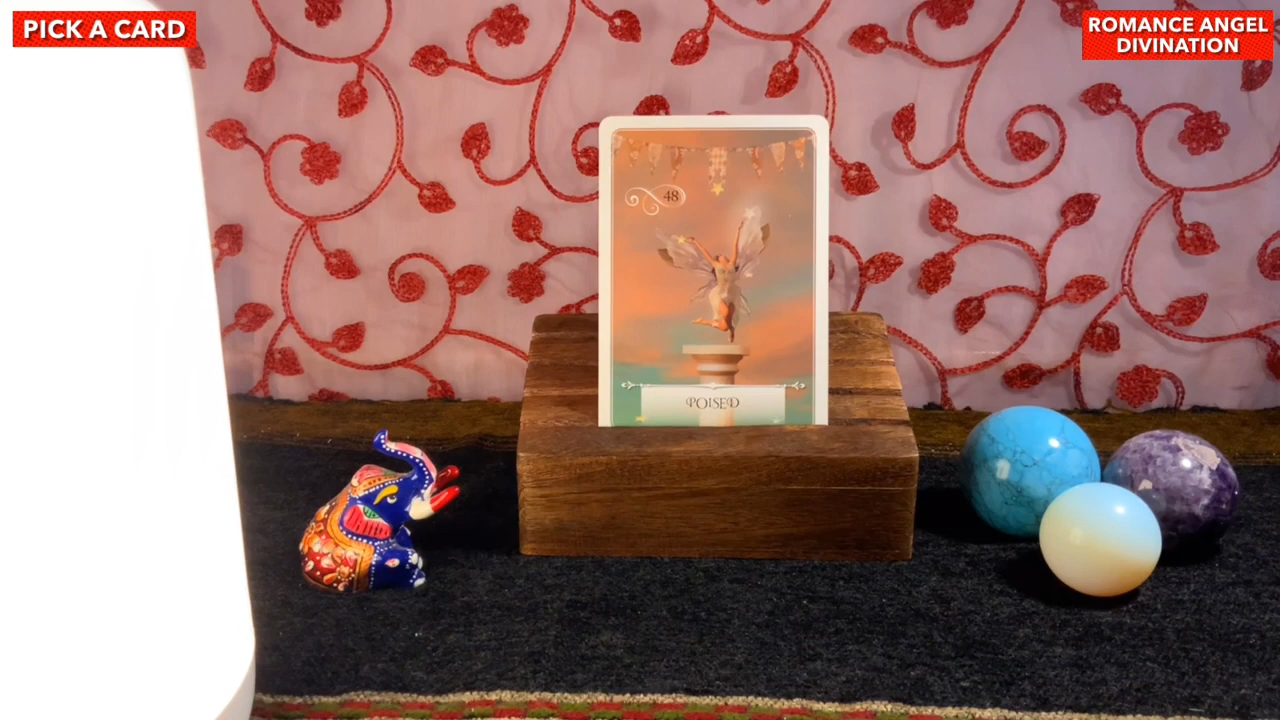 PICK A CARD
ROMANCE ANGEL
DIVINATION
48
POISED